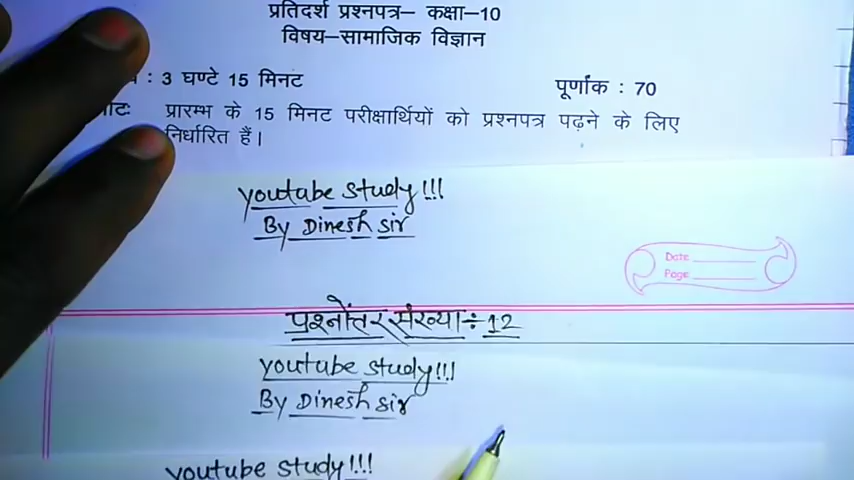 प्रतिदर्श प्रश्नपत्र– कक्षा–10
विषय–सामाजिक विज्ञान
: 3 घण्टे 15 मिनट
पूर्णांक : 70
प्रारम्भ के 15 मिनट परीक्षार्थियों को प्रश्नपत्र पढ़ने के लिए
निर्धारित हैं।
youtube study!!!
By Dinesh sir
Date
Page
प्रश्नोंत्तर संख्या ÷ 12
youtube study!!!
By Dinesh sir
youtube study!!!